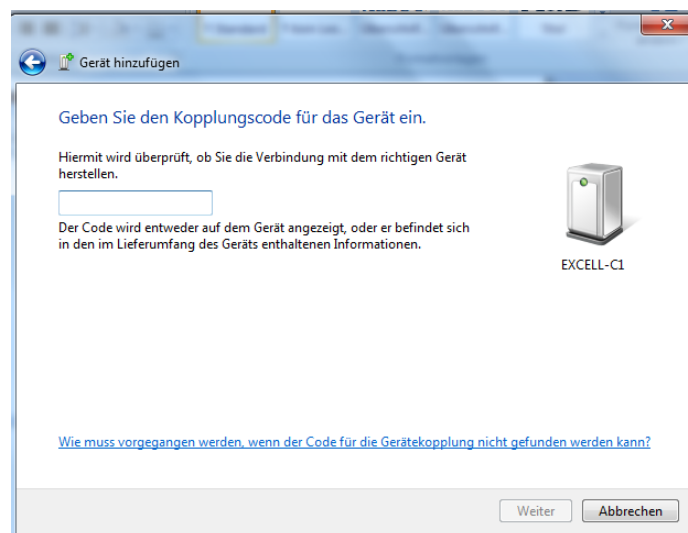 Gerät hinzufügen
Geben Sie den Kopplungscode für das Gerät ein.
Hiermit wird überprüft, ob Sie die Verbindung mit dem richtigen Gerät
herstellen.
Der Code wird entweder auf dem Gerät angezeigt, oder er befindet sich
in den im Lieferumfang des Geräts enthaltenen Informationen.
EXCELL-C1
Wie muss vorgegangen werden, wenn der Code für die Gerätekopplung nicht gefunden werden kann?
Weiter
Abbrechen